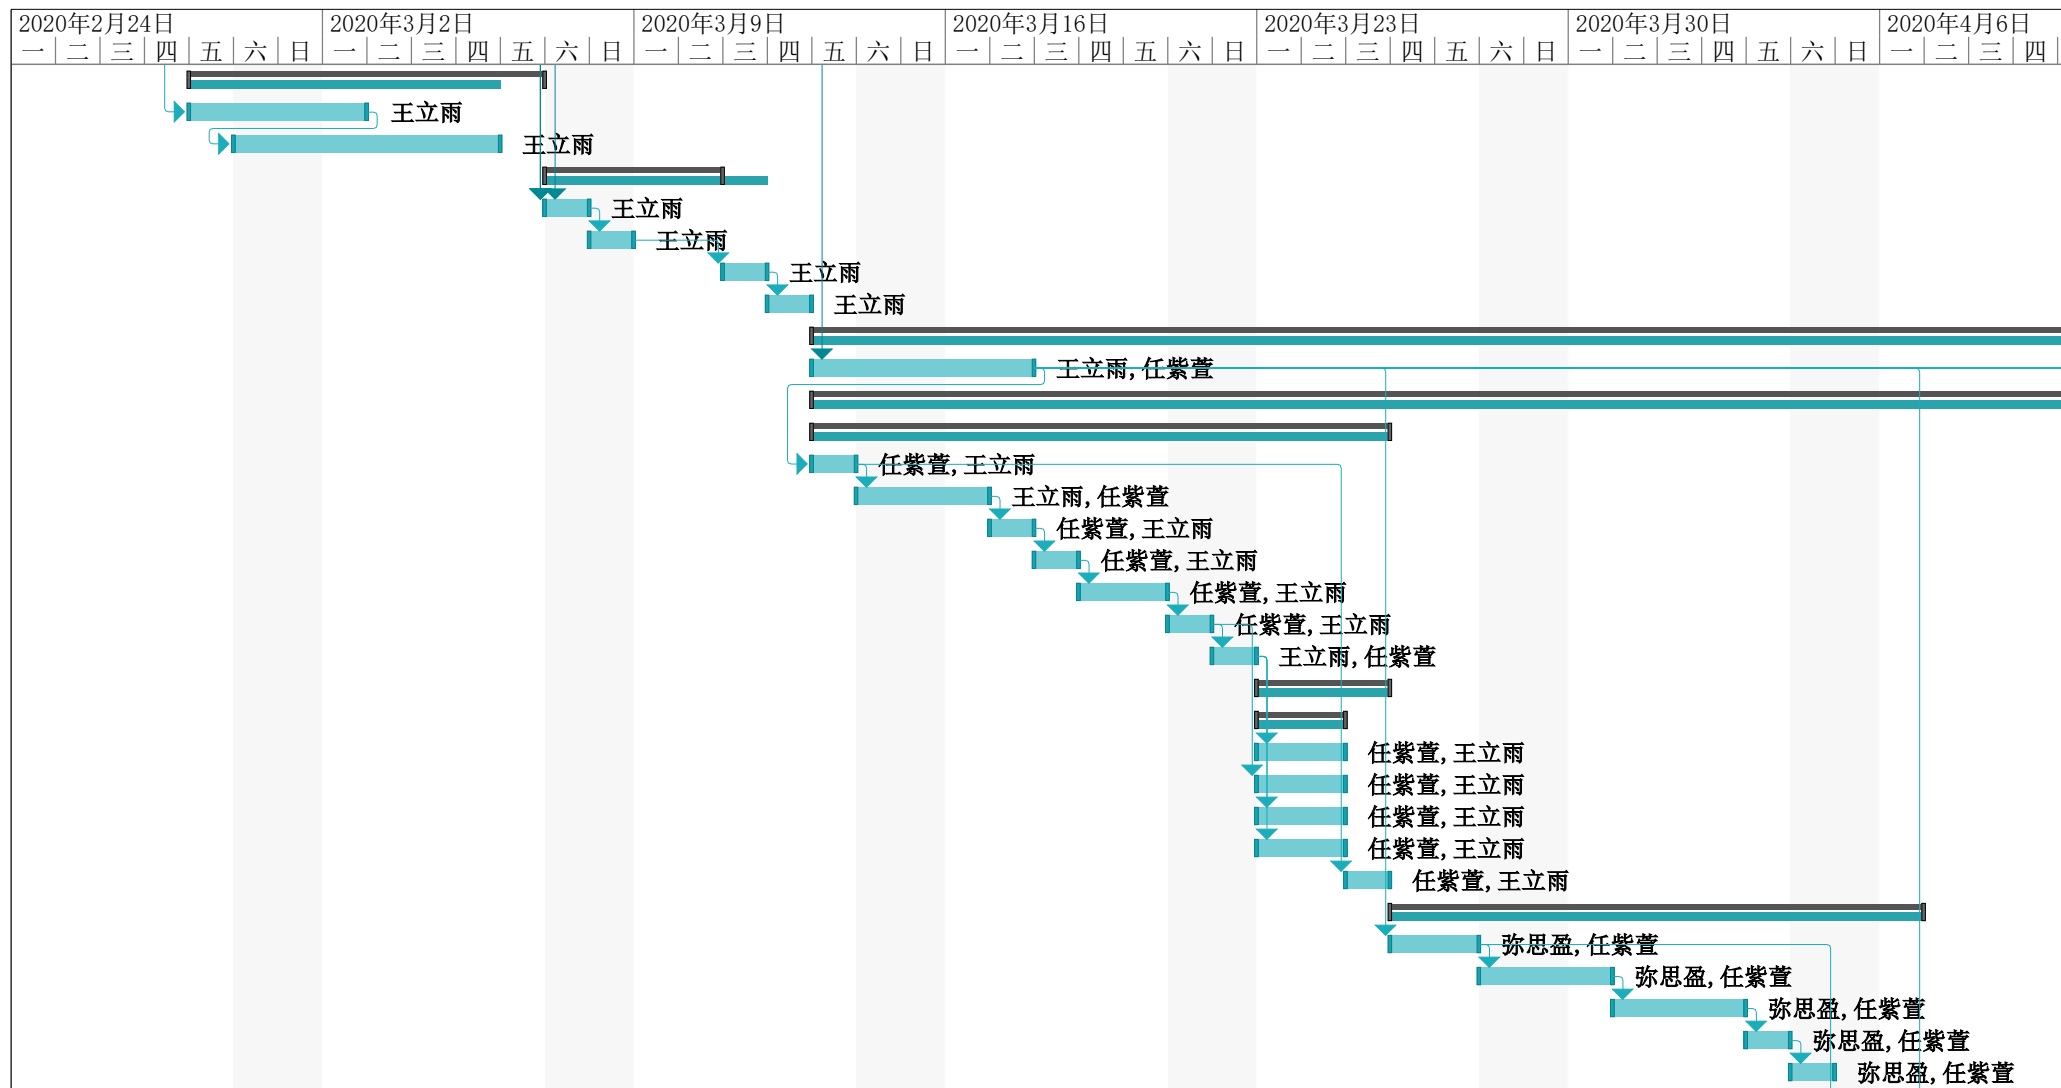 2020年2月24日 2020年3月2日 2020年3月9日 2020年3月16日 2020年3月23日 2020年3月30日 2020年4月6日
一 二 三 四 五 六 日 一 二 三 四 五 六 日 一 二 三 四 五 六 日 一 二 三 四 五 六 日 一 二 三 四 五 六 日 一 二 三 四 五 六 日 一 二 三 四
王立雨
王立雨
王立雨
王立雨
王立雨
王立雨
王立雨, 任紫萱
任紫萱, 王立雨
王立雨, 任紫萱
任紫萱, 王立雨
任紫萱, 王立雨
任紫萱, 王立雨
任紫萱, 王立雨
王立雨, 任紫萱
任紫萱, 王立雨
任紫萱, 王立雨
任紫萱, 王立雨
任紫萱, 王立雨
任紫萱, 王立雨
弥思盈, 任紫萱
弥思盈, 任紫萱
弥思盈, 任紫萱
弥思盈, 任紫萱
弥思盈, 任紫萱